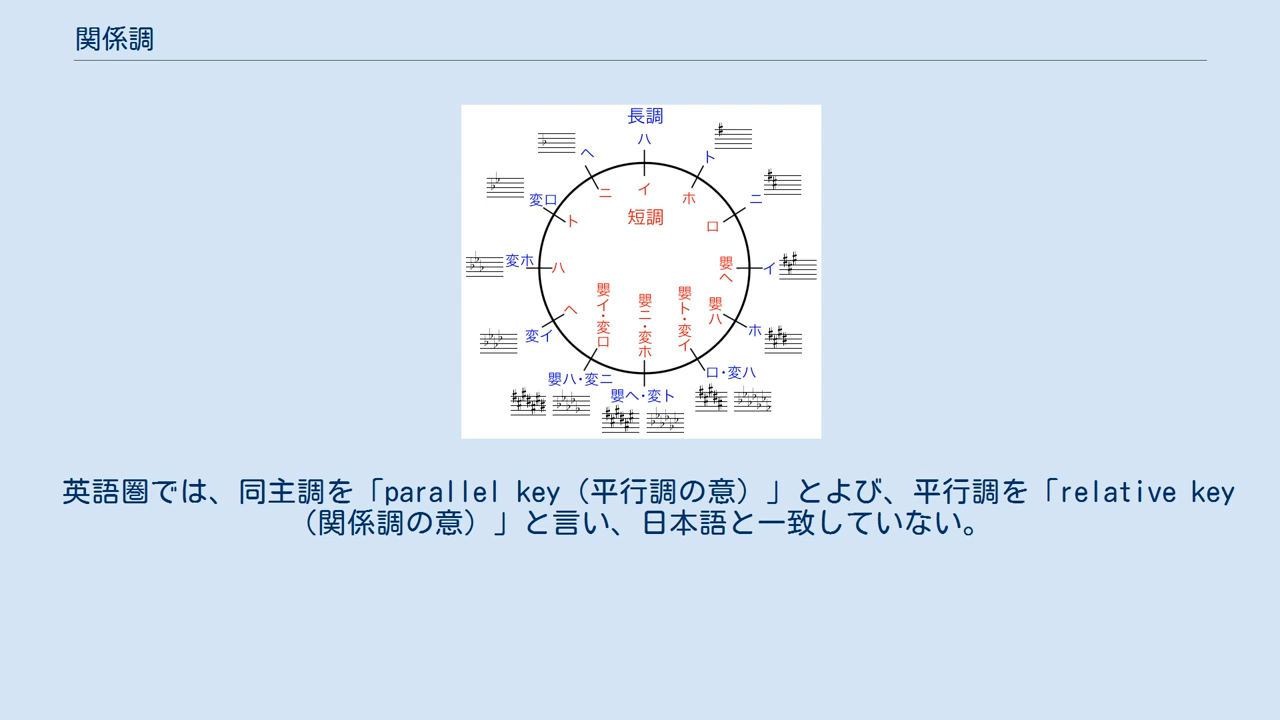 関係調
長調
ハ
ヘ
ト
変ロ
ニ
変ホ
イ
変イ
ホ
嬰ハ・変ニ
嬰ヘ・変ト
ロ・変ハ
短調
イ
ニ
ホ
ト
ロ
ハ
嬰ヘ
ヘ
嬰ハ
嬰イ・変ロ
嬰ニ・変ホ
嬰ト・変イ
英語圏では、同主調を「parallel key（平行調の意）」とよび、平行調を「relative key
（関係調の意）」と言い、日本語と一致していない。